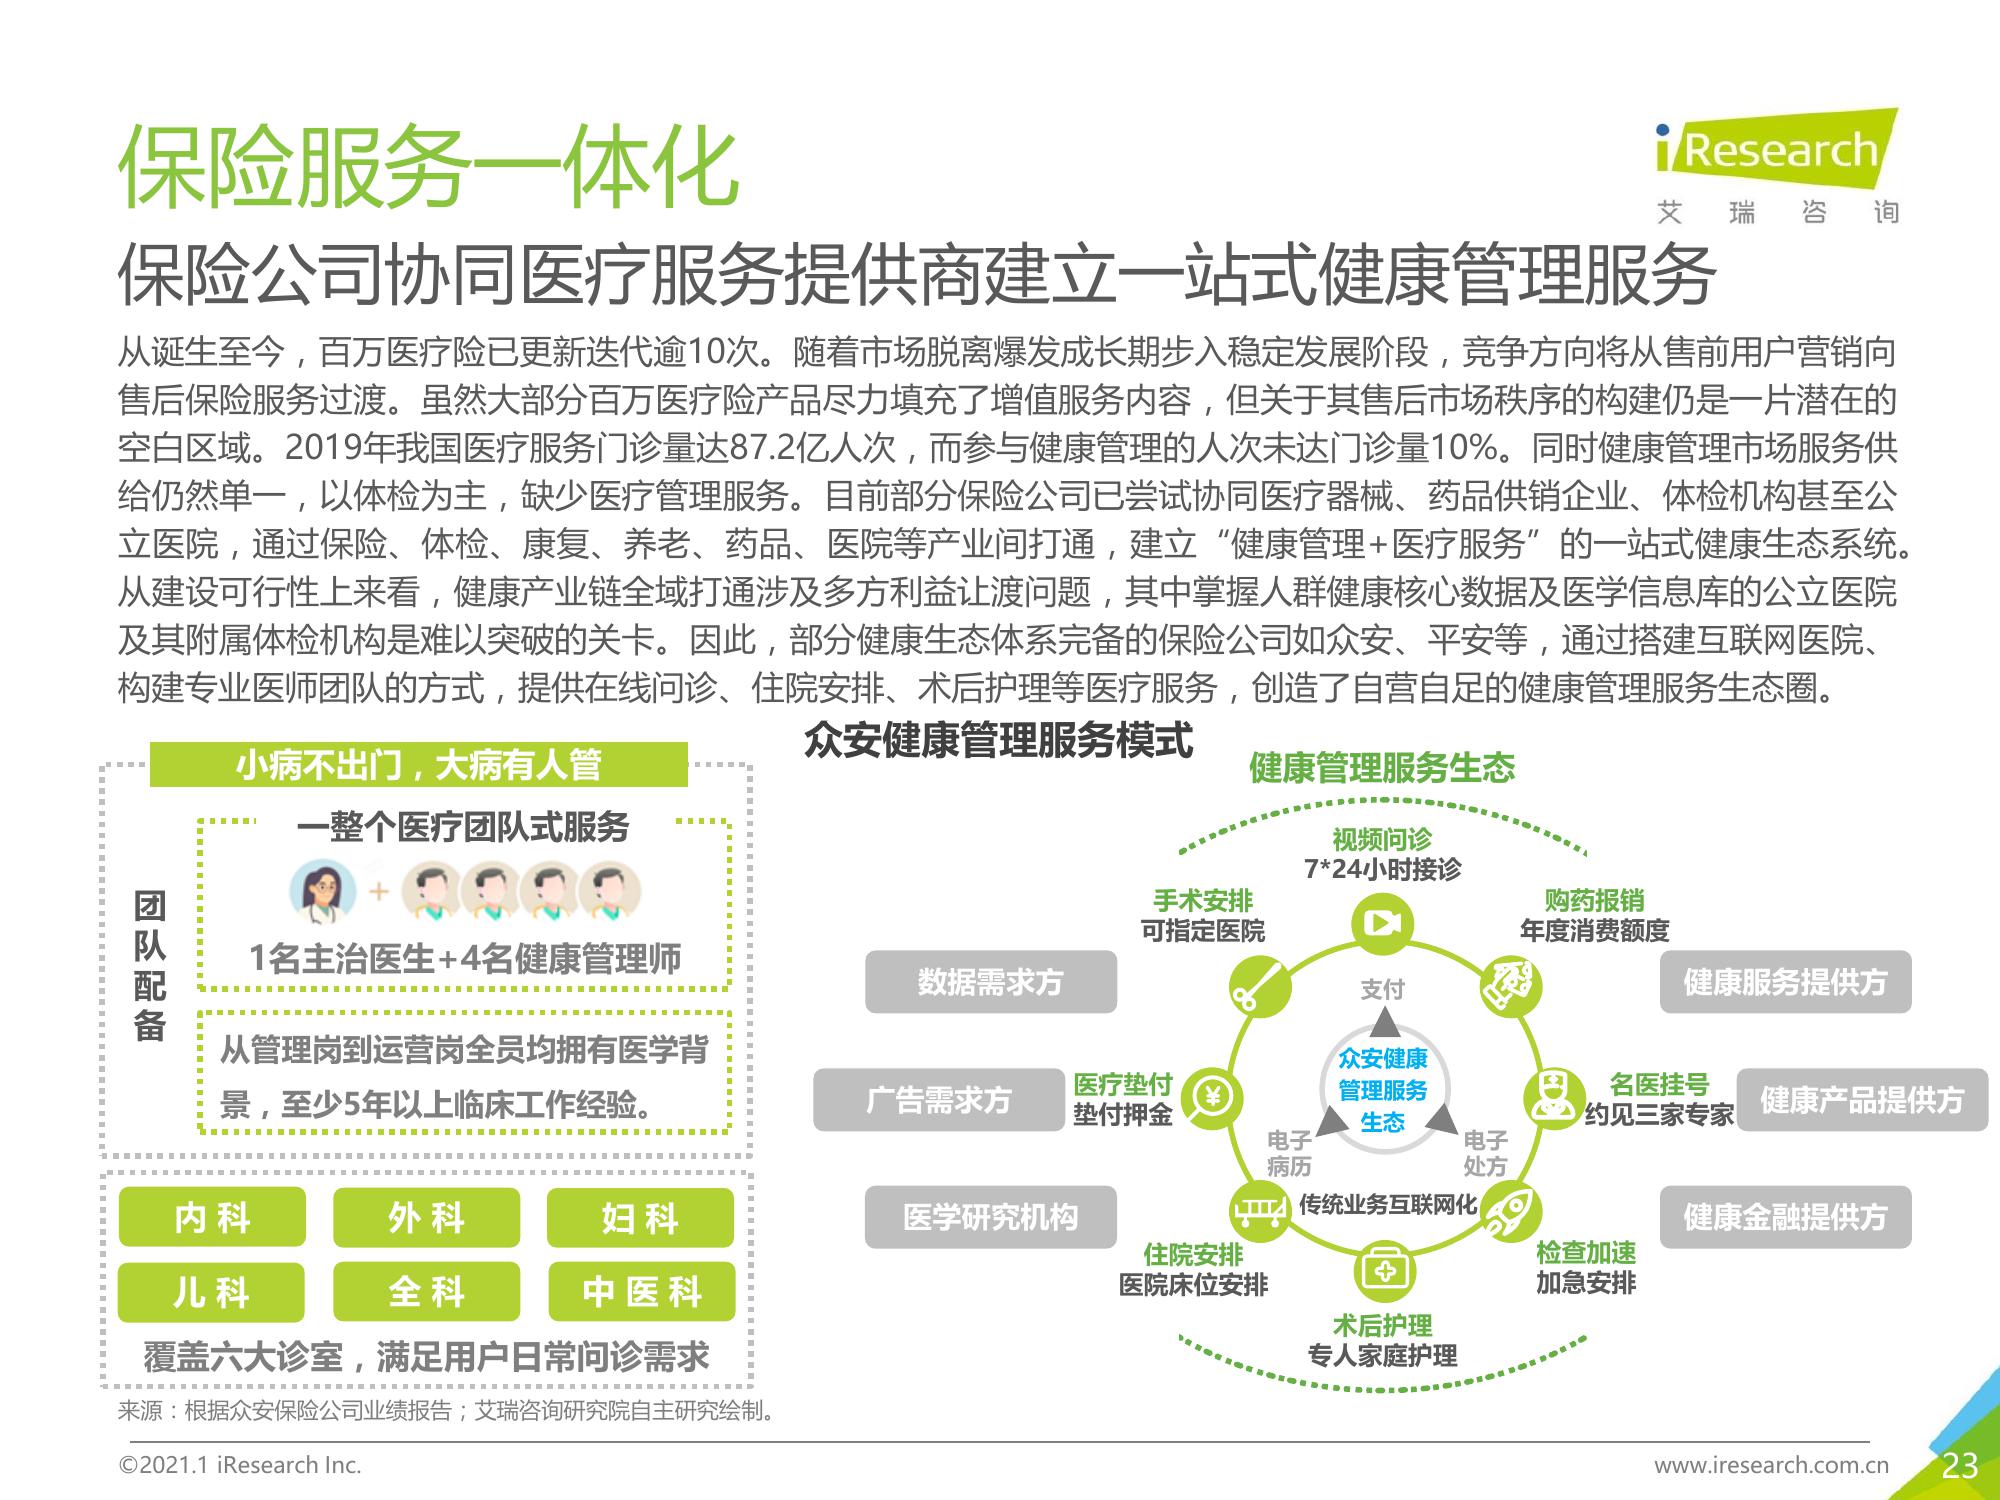 保险服务一体化
iResearch
艾瑞咨询
保险公司协同医疗服务提供商建立一站式健康管理服务
从诞生至今，百万医疗险已更新迭代逾10次。随着市场脱离爆发成长期步入稳定发展阶段，竞争方向将从售前用户营销向
售后保险服务过渡。虽然大部分百万医疗险产品尽力填充了增值服务内容，但关于其售后市场秩序的构建仍是一片潜在的
空白区域。2019年我国医疗服务门诊量达87.2亿人次，而参与健康管理的人次未达门诊量10%。同时健康管理市场服务供
给仍然单一，以体检为主，缺少医疗管理服务。目前部分保险公司已尝试协同医疗器械、药品供销企业、体检机构甚至公
立医院，通过保险、体检、康复、养老、药品、医院等产业间打通，建立“健康管理+医疗服务”的一站式健康生态系统。
从建设可行性上来看，健康产业链全域打通涉及多方利益让渡问题，其中掌握人群健康核心数据及医学信息库的公立医院
及其附属体检机构是难以突破的关卡。因此，部分健康生态体系完备的保险公司如众安、平安等，通过搭建互联网医院、
构建专业医师团队的方式，提供在线问诊、住院安排、术后护理等医疗服务，创造了自营自足的健康管理服务生态圈。
众安健康管理服务模式
小病不出门，大病有人管
团队配备
一整个医疗团队式服务
+
1名主治医生+4名健康管理师
从管理岗到运营岗全员均拥有医学背
景，至少5年以上临床工作经验。
内科
外科
妇科
儿科
全科
中医科
覆盖六大诊室，满足用户日常问诊需求
健康管理服务生态
视频问诊
7*24小时接诊
手术安排
可指定医院
购药报销
年度消费额度
数据需求方
健康服务提供方
支付
众安健康
管理服务
生态
广告需求方
医疗垫付
垫付押金
¥
名医挂号
约见三家专家
健康产品提供方
电子
病历
电子
处方
医学研究机构
传统业务互联网化
健康金融提供方
住院安排
医院床位安排
检查加速
加急安排
术后护理
专人家庭护理
来源：根据众安保险公司业绩报告；艾瑞咨询研究院自主研究绘制。
©2021.1 iResearch Inc.
www.iresearch.com.cn
23